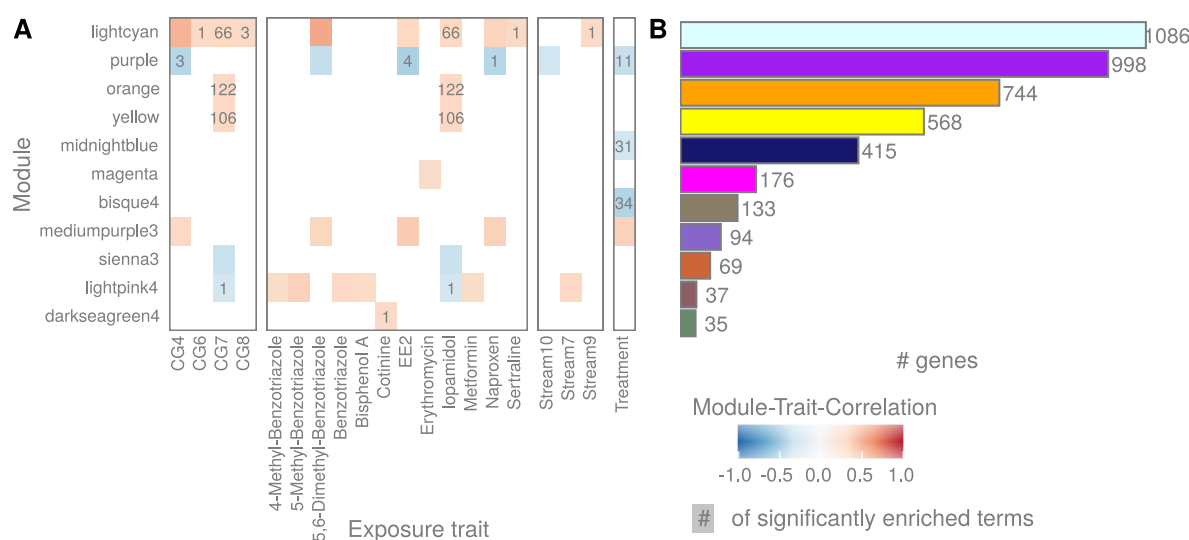 A
B
Module
lightcyan 1 66 3 66 1 1
purple 3 4 1 11
orange 122 122
yellow 106 106
midnightblue 31
magenta
bisque4 34
mediumpurple3
sienna3
lightpink4 1 1
darkseagreen4 1
CG4
CG6
CG7
CG8
4-Methyl-Benzotriazole
5-Methyl-Benzotriazole
5,6-Dimethyl-Benzotriazole
Benzotriazole
Bisphenol A
Cotinine
EE2
Erythromycin
Iopamidol
Metformin
Naproxen
Sertraline
Stream10
Stream7
Stream9
Treatment
Exposure trait
1086
998
744
568
415
176
133
94
69
37
35
# genes
Module-Trait-Correlation
-1.0 -0.5 0.0 0.5 1.0
# of significantly enriched terms